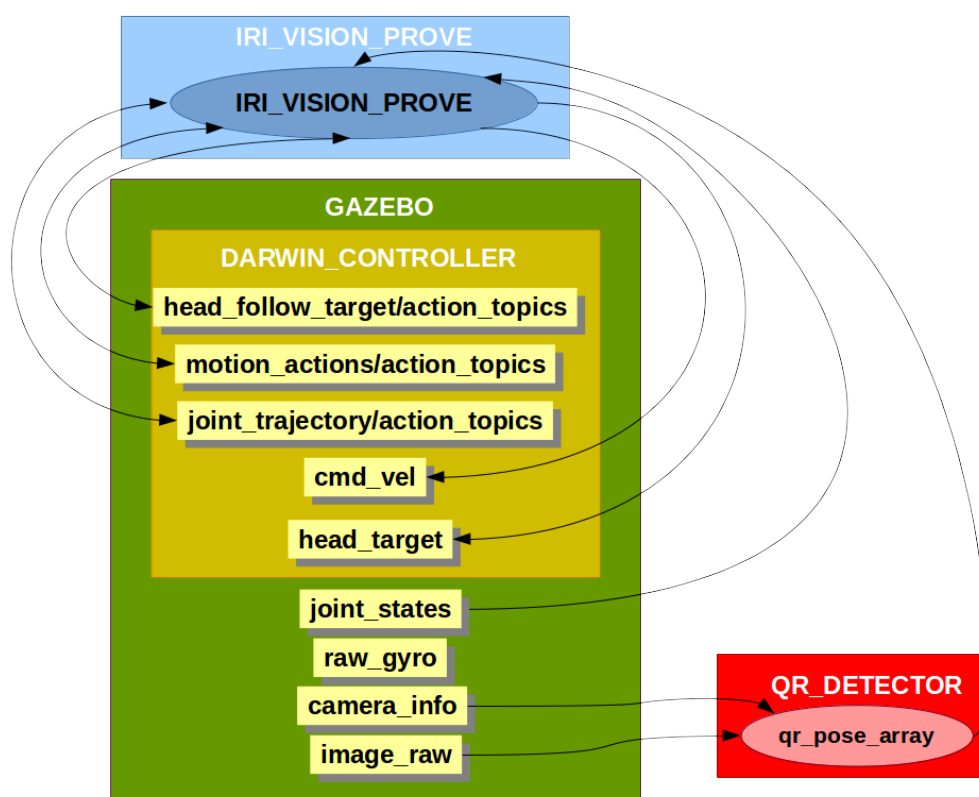 IRI_VISION_PROVE
IRI_VISION_PROVE
GAZEBO
DARWIN_CONTROLLER
head_follow_target/action_topics
motion_actions/action_topics
joint_trajectory/action_topics
cmd_vel
head_target
joint_states
raw_gyro
camera_info
image_raw
QR_DETECTOR
qr_pose_array